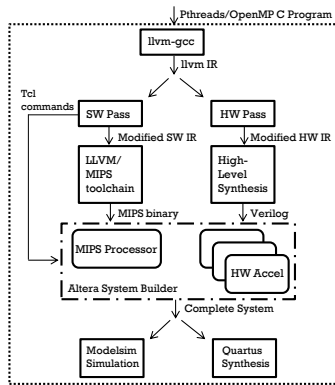 Pthreads/OpenMP C Program
llvm-gcc
llvm IR
Tcl
commands
SW Pass
HW Pass
Modified SW IR
Modified HW IR
LLVM/
MIPS
toolchain
High-
Level
Synthesis
MIPS binary
Verilog
MIPS Processor
HW Accel
Altera System Builder
Complete System
Modelsim
Simulation
Quartus
Synthesis